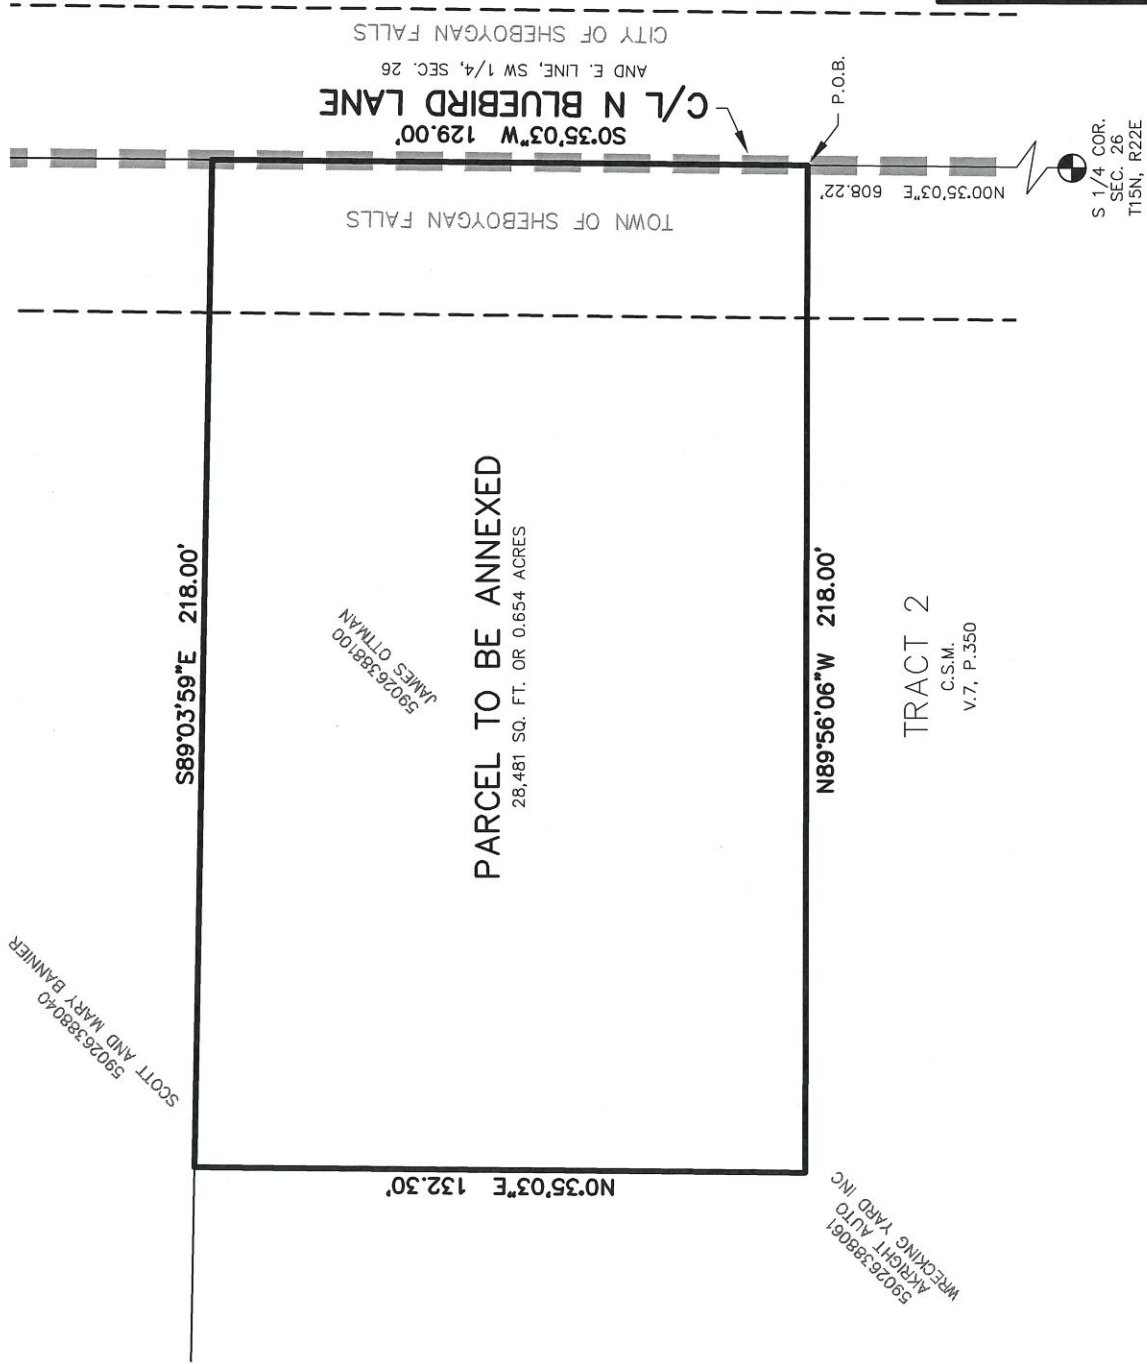 CITY OF SHEBOYGAN FALLS
C/L N BLUEBIRD LANE
AND E. LINE, SW 1/4, SEC. 26
S0°35'03"W 129.00'
P.O.B.
N00°35'03"E 608.22'
S 1/4 COR.
SEC. 26
T15N, R22E
TOWN OF SHEBOYGAN FALLS
S89°03'59"E 218.00'
59026388100
JAMES OTTMAN
PARCEL TO BE ANNEXED
28,481 SQ. FT. OR 0.654 ACRES
N89°56'06"W 218.00'
TRACT 2
C.S.M.
V.7, P.350
59026388040
SCOTT AND MARY BANNIER
N0°35'03"E 132.30'
59026388061
AKRIGHT AUTO
WRECKING YARD INC